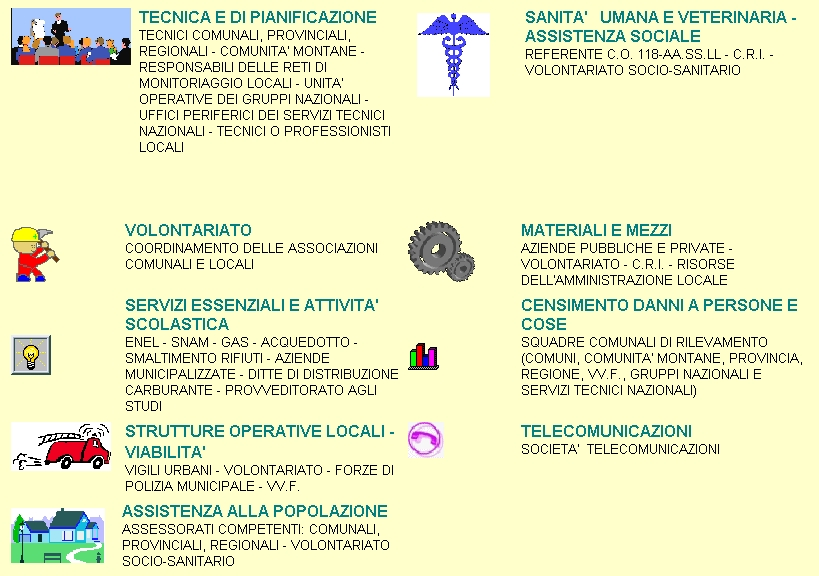 TECNICA E DI PIANIFICAZIONE
TECNICI COMUNALI, PROVINCIALI,
REGIONALI - COMUNITA' MONTANE -
RESPONSABILI DELLE RETI DI
MONITORIAGGIO LOCALI - UNITA'
OPERATIVE DEI GRUPPI NAZIONALI -
UFFICI PERIFERICI DEI SERVIZI TECNICI
NAZIONALI - TECNICI O PROFESSIONISTI
LOCALI
SANITA' UMANA E VETERINARIA -
ASSISTENZA SOCIALE
REFERENTE C.O. 118-AA.SS.LL - C.R.I. -
VOLONTARIATO SOCIO-SANITARIO
VOLONTARIATO
COORDINAMENTO DELLE ASSOCIAZIONI
COMUNALI E LOCALI
MATERIALI E MEZZI
AZIENDE PUBBLICHE E PRIVATE -
VOLONTARIATO - C.R.I. - RISORSE
DELL'AMMINISTRAZIONE LOCALE
SERVIZI ESSENZIALI E ATTIVITA'
SCOLASTICA
ENEL - SNAM - GAS - ACQUEDOTTO -
SMALTIMENTO RIFIUTI - AZIENDE
MUNICIPALIZZATE - DITTE DI DISTRIBUZIONE
CARBURANTE - PROVVEDITORATO AGLI
STUDI
CENSIMENTO DANNI A PERSONE E
COSE
SQUADRE COMUNALI DI RILEVAMENTO
(COMUNI, COMUNITA' MONTANE, PROVINCIA,
REGIONE, VV.F., GRUPPI NAZIONALI E
SERVIZI TECNICI NAZIONALI)
STRUTTURE OPERATIVE LOCALI -
VIABILITA'
VIGILI URBANI - VOLONTARIATO - FORZE DI
POLIZIA MUNICIPALE - VV.F.
TELECOMUNICAZIONI
SOCIETA' TELECOMUNICAZIONI
ASSISTENZA ALLA POPOLAZIONE
ASSESSORATI COMPETENTI: COMUNALI,
PROVINCIALI, REGIONALI - VOLONTARIATO
SOCIO-SANITARIO